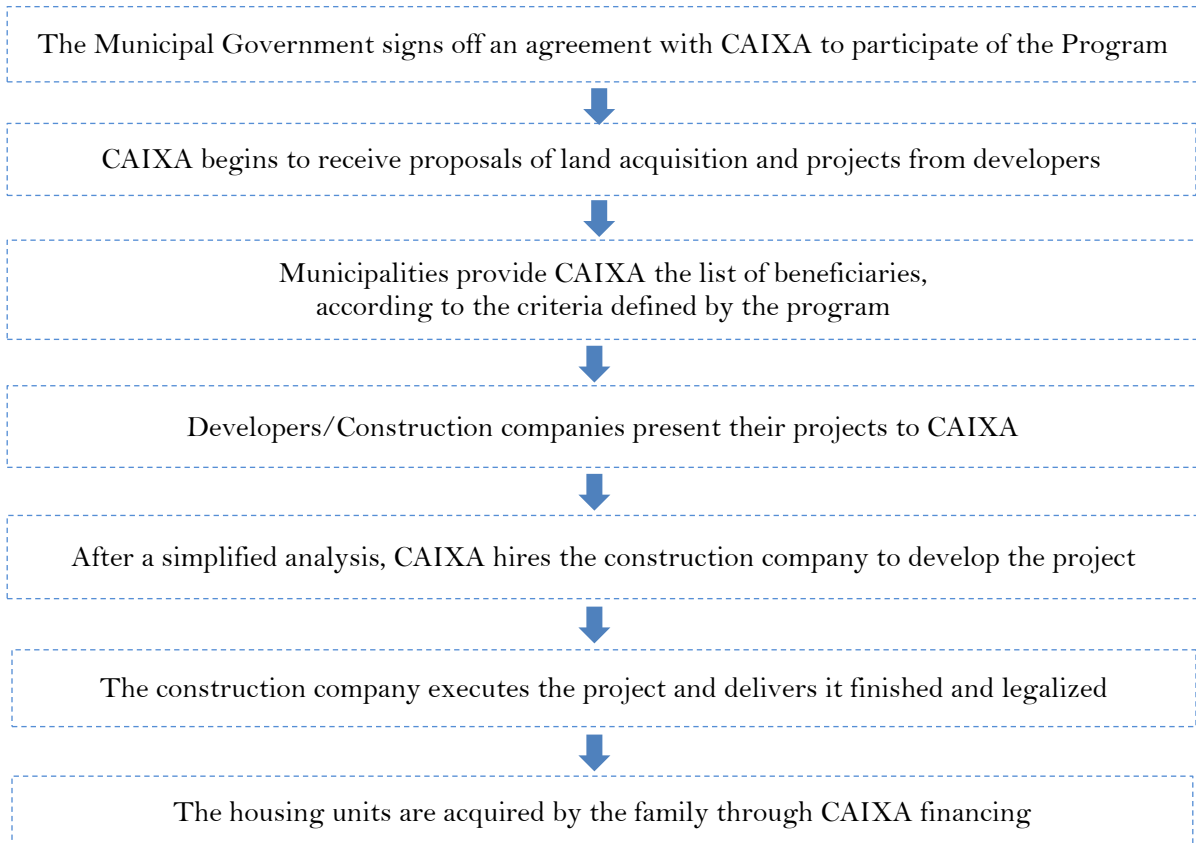 The Municipal Government signs off an agreement with CAIXA to participate of the Program
CAIXA begins to receive proposals of land acquisition and projects from developers
Municipalities provide CAIXA the list of beneficiaries,
according to the criteria defined by the program
Developers/Construction companies present their projects to CAIXA
After a simplified analysis, CAIXA hires the construction company to develop the project
The construction company executes the project and delivers it finished and legalized
The housing units are acquired by the family through CAIXA financing